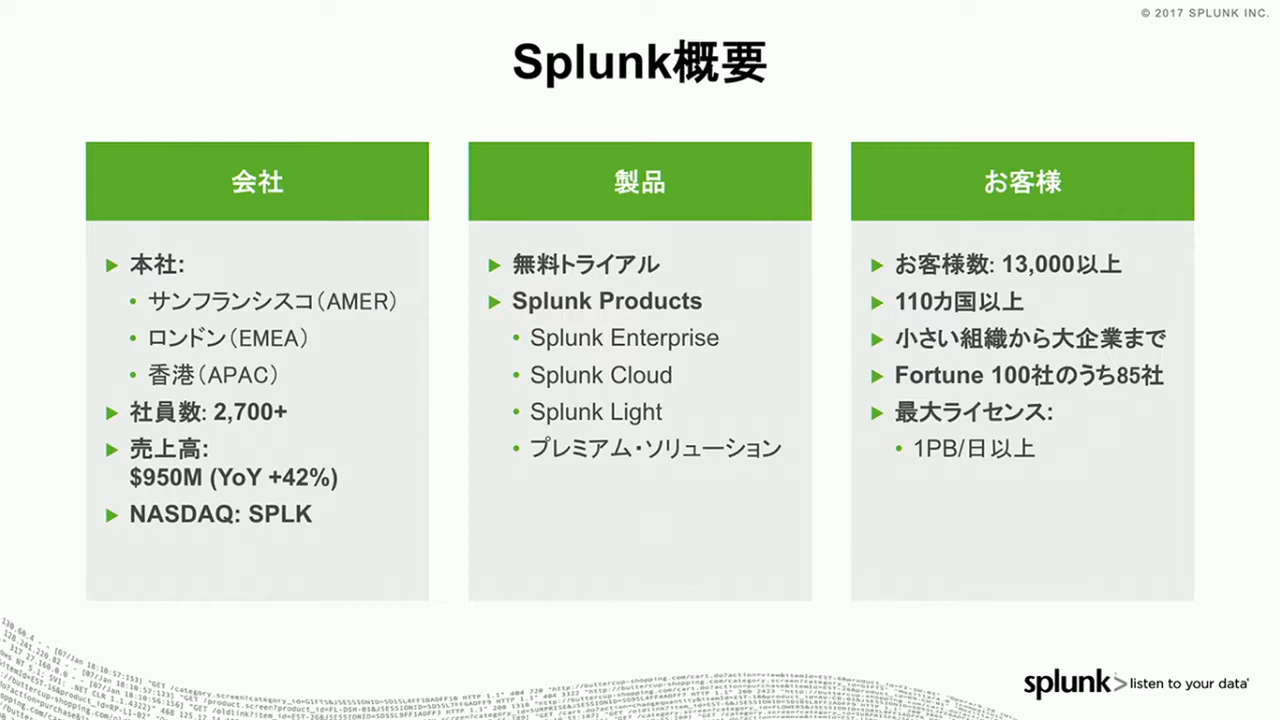 © 2017 SPLUNK INC.
Splunk概要
会社
本社:
サンフランシスコ（AMER）
ロンドン（EMEA）
香港（APAC）
社員数: 2,700+
売上高:
$950M (YoY +42%)
NASDAQ: SPLK
製品
無料トライアル
Splunk Products
Splunk Enterprise
Splunk Cloud
Splunk Light
プレミアム・ソリューション
お客様
お客様数: 13,000以上
110カ国以上
小さい組織から大企業まで
Fortune 100社のうち85社
最大ライセンス:
1PB/日以上
splunk> listen to your data®